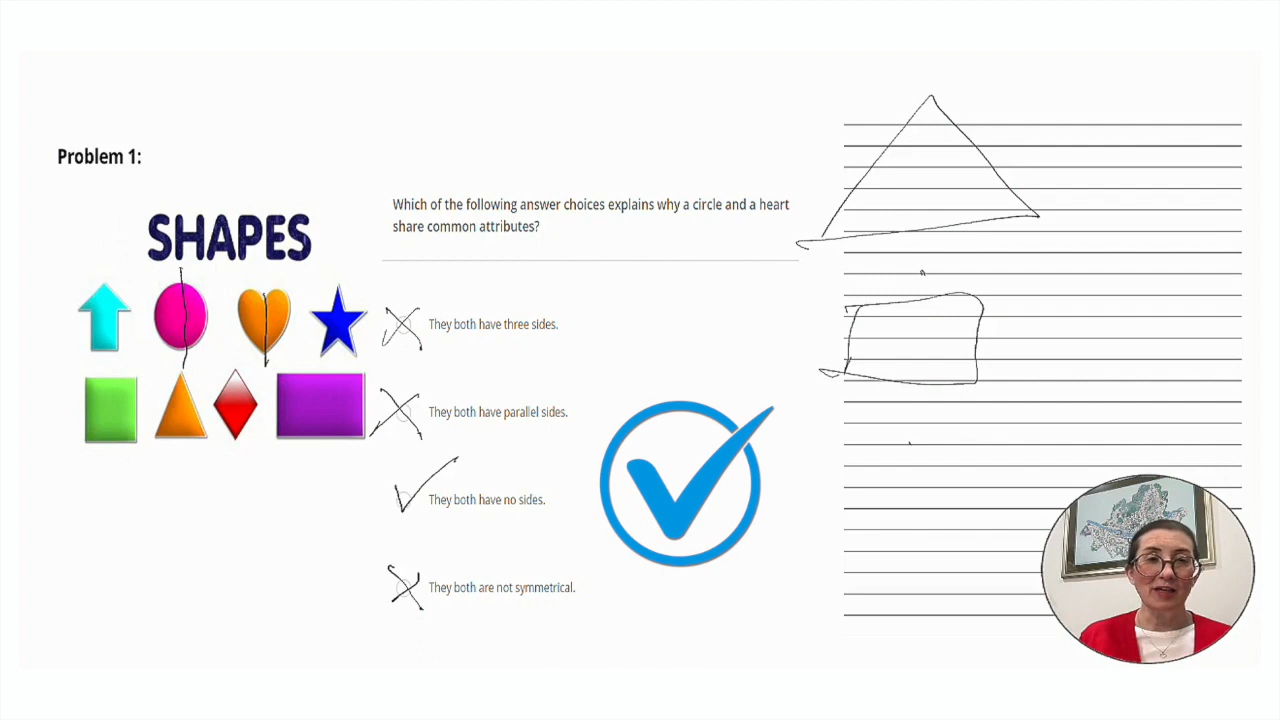 Problem 1:
SHAPES
Which of the following answer choices explains why a circle and a heart
share common attributes?
They both have three sides.
They both have parallel sides.
They both have no sides.
They both are not symmetrical.